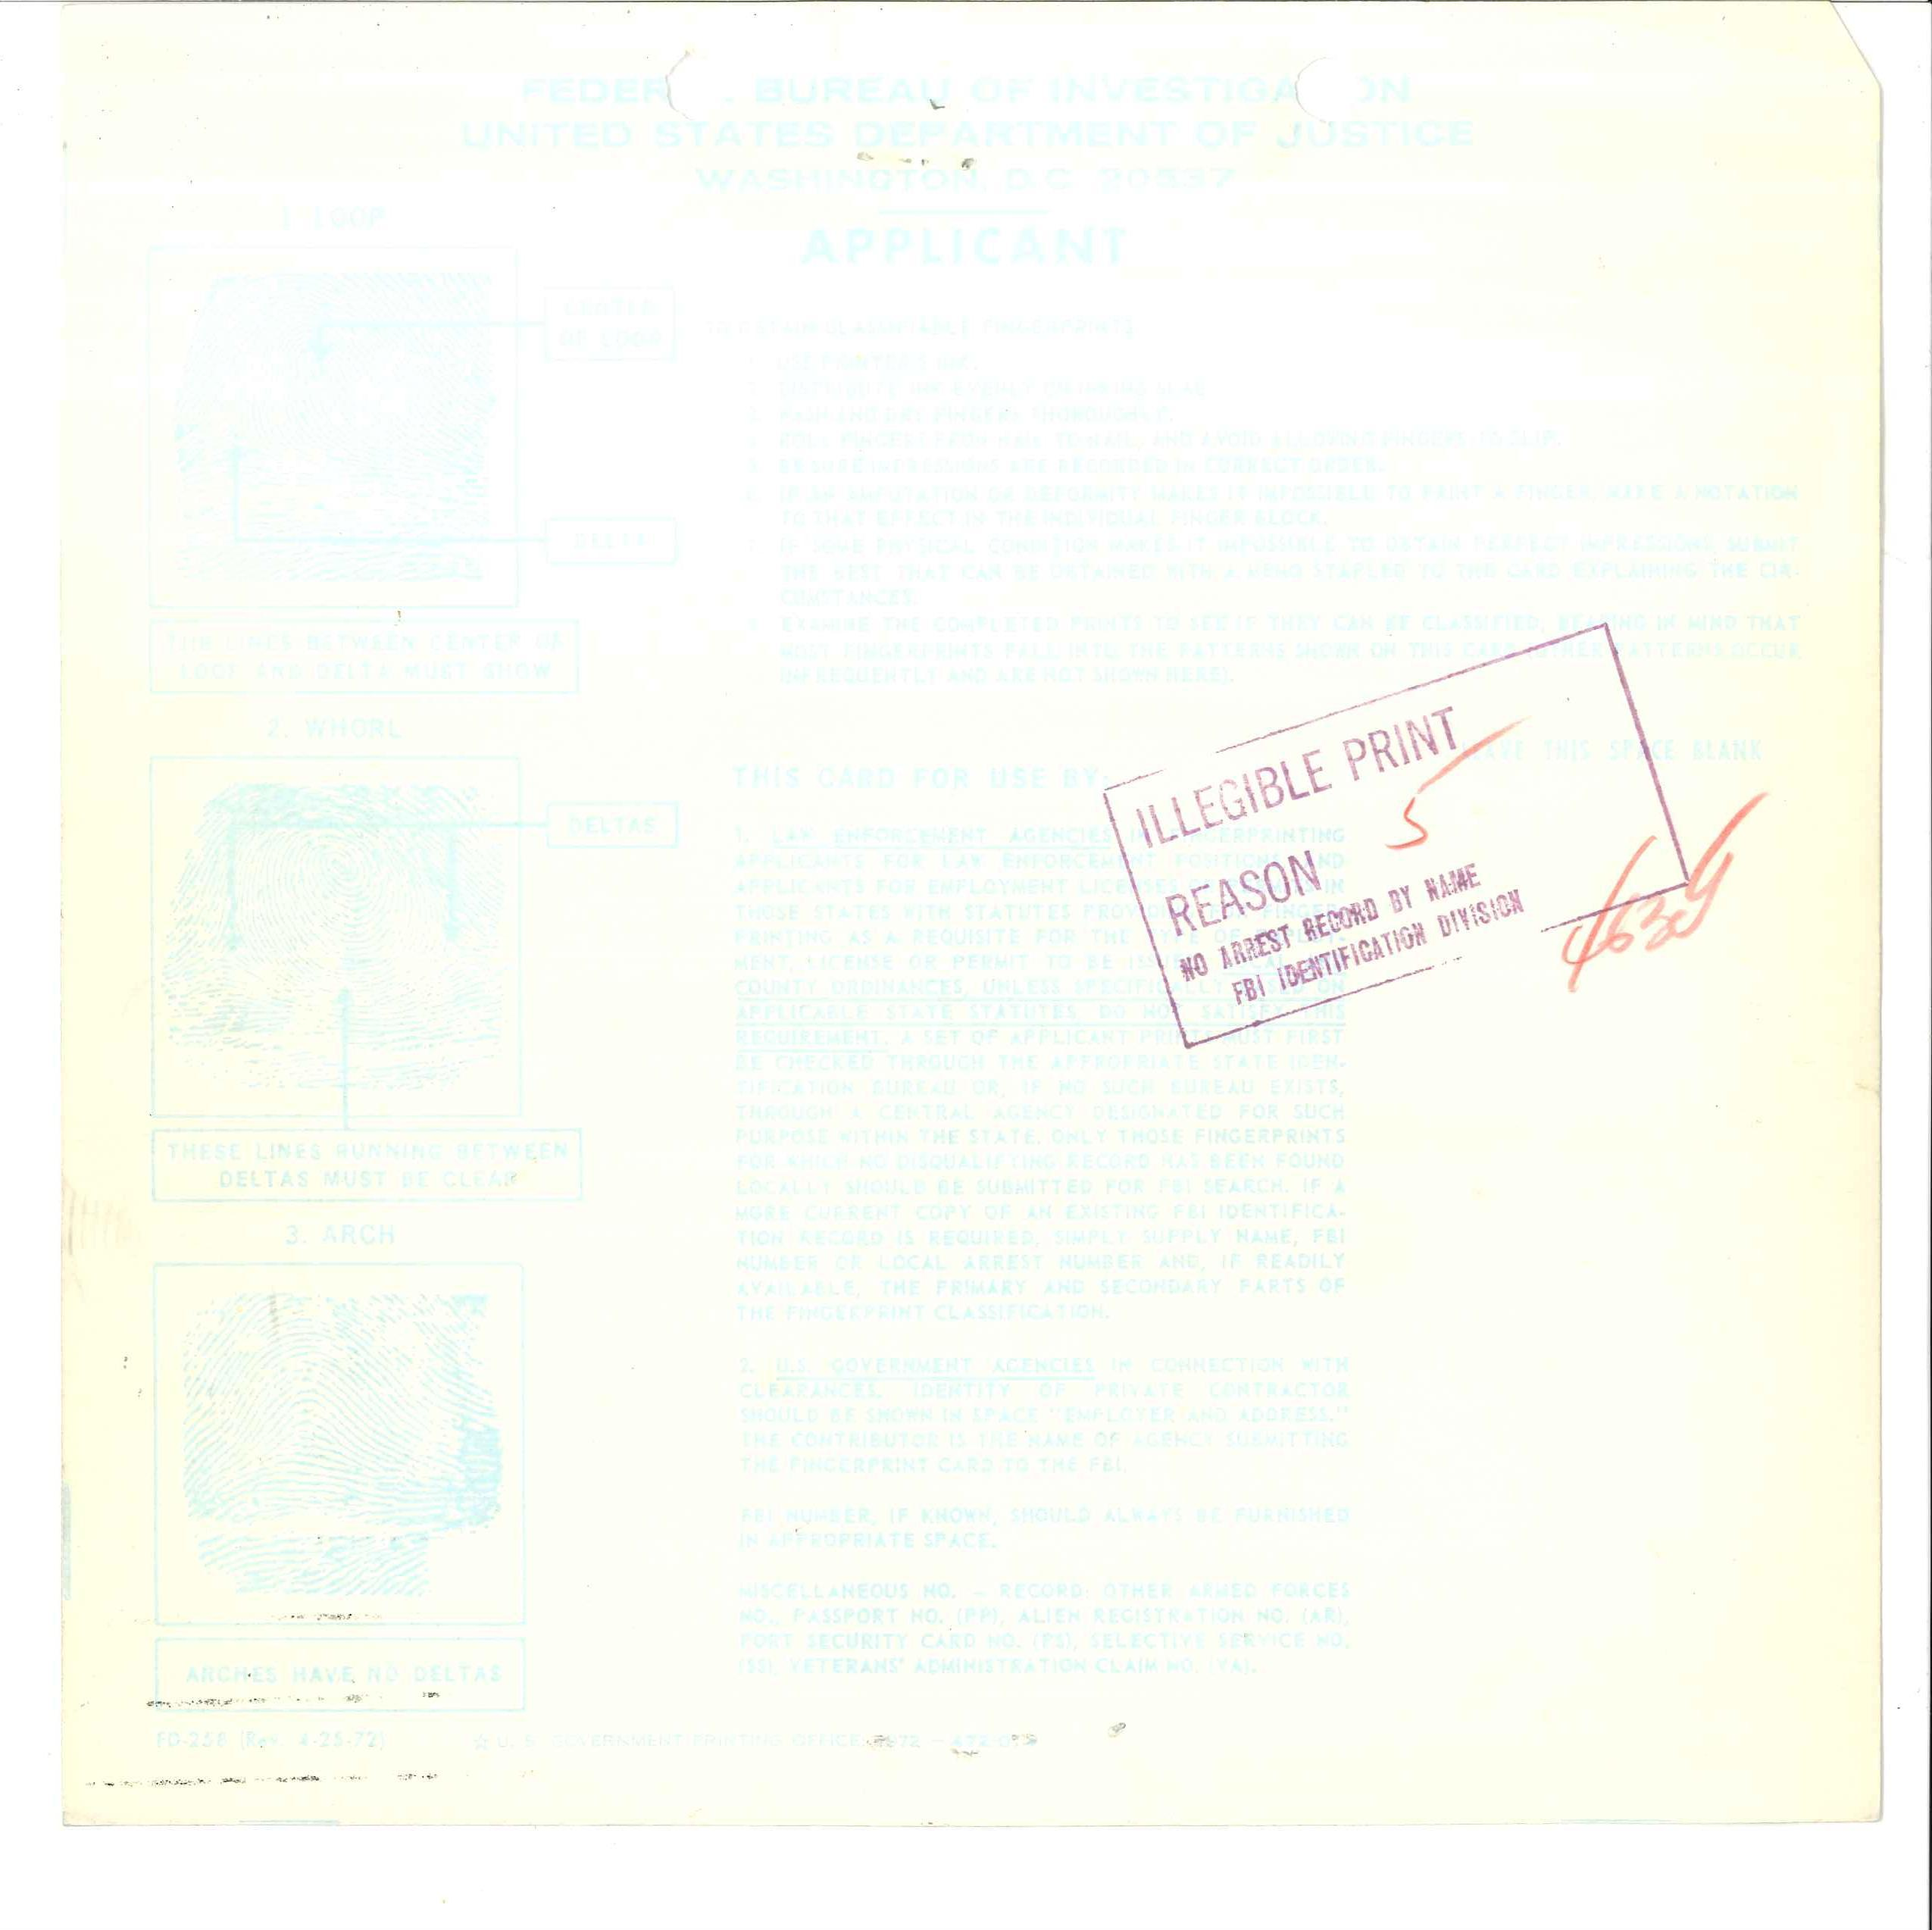 FEDER L BUREAU OF INVESTIGA ON
UNITED STATES DEPARTMENT OF JUSTICE
WASHINGTON, D.C. 20537
APPLICANT
1. LOOP
CENTER
OF LOOP
DELTA
THE LINES BETWEEN CENTER OF
LOOP AND DELTA MUST SHOW
2. WHORL
DELTAS
THESE LINES RUNNING BETWEEN
DELTAS MUST BE CLEAR
3. ARCH
ARCHES HAVE NO DELTAS
FD-258 (Rev. 4-25-72)
☆ U. S. GOVERNMENT PRINTING OFFICE: 1972 —
TO OBTAIN CLASSIFIABLE FINGERPRINTS
1. USE PRINTER'S INK.
2. DISTRIBUTE INK EVENLY ON INKING SLAB.
3. WASH AND DRY FINGERS THOROUGHLY.
4. ROLL FINGERS FROM NAIL TO NAIL, AND AVOID ALLOWING FINGERS TO SLIP.
5. BE SURE IMPRESSIONS ARE RECORDED IN CORRECT ORDER.
6. IF AN AMPUTATION OR DEFORMITY MAKES IT IMPOSSIBLE TO PRINT A FINGER, MAKE A NOTATION
TO THAT EFFECT IN THE INDIVIDUAL FINGER BLOCK.
7. IF SOME PHYSICAL CONDITION MAKES IT IMPOSSIBLE TO OBTAIN PERFECT IMPRESSIONS, SUBMIT
THE BEST THAT CAN BE OBTAINED WITH A MEMO STAPLED TO THE CARD EXPLAINING THE CIR-
CUMSTANCES.
8. EXAMINE THE COMPLETED PRINTS TO SEE IF THEY CAN BE CLASSIFIED, BEARING IN MIND THAT
MOST FINGERPRINTS FALL INTO THE PATTERNS SHOWN ON THIS CARD (OTHER PATTERNS OCCUR
INFREQUENTLY AND ARE NOT SHOWN HERE).
LEAVE THIS SPACE BLANK
THIS CARD FOR USE BY:
1. LAW ENFORCEMENT AGENCIES IN FINGERPRINTING
APPLICANTS FOR LAW ENFORCEMENT POSITIONS AND
APPLICANTS FOR EMPLOYMENT LICENSES OR PERMITS IN
THOSE STATES WITH STATUTES PROVIDING FOR FINGER-
PRINTING AS A REQUISITE FOR THE TYPE OF EMPLOY-
MENT, LICENSE OR PERMIT TO BE ISSUED. LOCAL AND
COUNTY ORDINANCES, UNLESS SPECIFICALLY BASED ON
APPLICABLE STATE STATUTES, DO NOT SATISFY THIS
REQUIREMENT. A SET OF APPLICANT PRINTS MUST FIRST
BE CHECKED THROUGH THE APPROPRIATE STATE IDEN-
TIFICATION BUREAU OR, IF NO SUCH BUREAU EXISTS,
THROUGH A CENTRAL AGENCY DESIGNATED FOR SUCH
PURPOSE WITHIN THE STATE. ONLY THOSE FINGERPRINTS
FOR WHICH NO DISQUALIFYING RECORD HAS BEEN FOUND
LOCALLY SHOULD BE SUBMITTED FOR FBI SEARCH. IF A
MORE CURRENT COPY OF AN EXISTING FBI IDENTIFICA-
TION RECORD IS REQUIRED, SIMPLY SUPPLY NAME, FBI
NUMBER OR LOCAL ARREST NUMBER AND, IF READILY
AVAILABLE, THE PRIMARY AND SECONDARY PARTS OF
THE FINGERPRINT CLASSIFICATION.
2. U.S. GOVERNMENT AGENCIES IN CONNECTION WITH
CLEARANCES. IDENTITY OF PRIVATE CONTRACTOR
SHOULD BE SHOWN IN SPACE "EMPLOYER AND ADDRESS."
THE CONTRIBUTOR IS THE NAME OF AGENCY SUBMITTING
THE FINGERPRINT CARD TO THE FBI.
FBI NUMBER, IF KNOWN, SHOULD ALWAYS BE FURNISHED
IN APPROPRIATE SPACE.
MISCELLANEOUS NO. – RECORD: OTHER ARMED FORCES
NO., PASSPORT NO. (PP), ALIEN REGISTRATION NO. (AR),
PORT SECURITY CARD NO. (PS), SELECTIVE SERVICE NO.
(SS), VETERANS' ADMINISTRATION CLAIM NO. (VA).
ILLEGIBLE PRINT
REASON
5
NO ARREST RECORD BY NAME
FBI IDENTIFICATION DIVISION